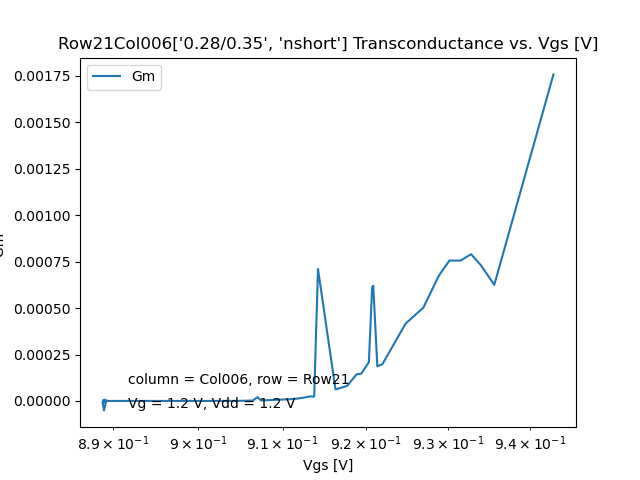 Row21Col006['0.28/0.35', 'nshort'] Transconductance vs. Vgs [V]
Gm
0.00175
0.00150
0.00125
0.00100
0.00075
0.00050
0.00025
0.00000
column = Col006, row = Row21
Vg = 1.2 V, Vdd = 1.2 V
8.9 × 10⁻¹ 9 × 10⁻¹ 9.1 × 10⁻¹ 9.2 × 10⁻¹ 9.3 × 10⁻¹ 9.4 × 10⁻¹
Vgs [V]